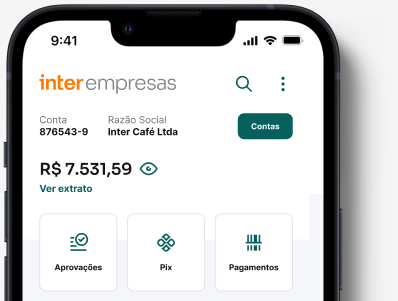 9:41
inter empresas
Conta Razão Social
876543-9 Inter Café Ltda
Contas
R$ 7.531,59
Ver extrato
Aprovações Pix Pagamentos